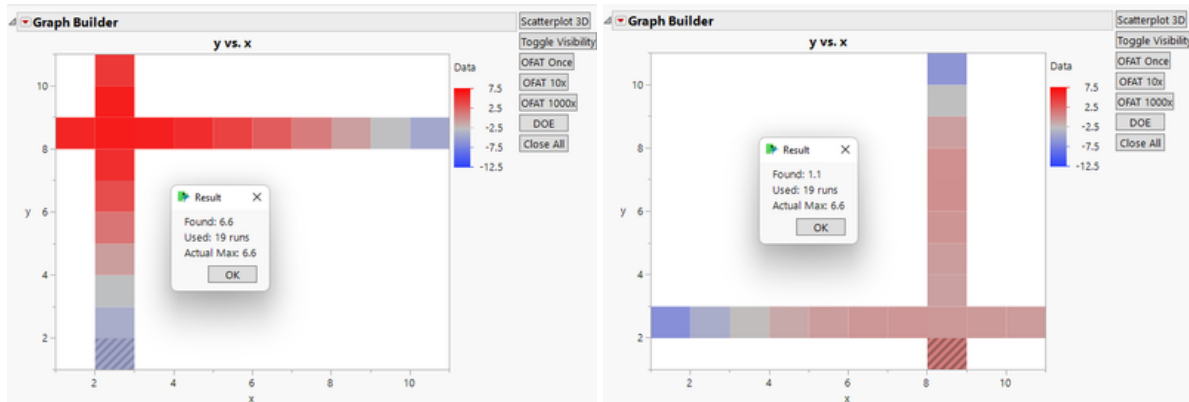 Graph Builder
y vs. x
Scatterplot 3D
Toggle Visibility
OFAT Once
OFAT 10x
OFAT 1000x
DOE
Close All
Data
7.5
2.5
-2.5
-7.5
-12.5
10
8
6
4
2
y
2
4
6
8
10
x
Result
Found: 6.6
Used: 19 runs
Actual Max: 6.6
OK
Graph Builder
y vs. x
Scatterplot 3D
Toggle Visibility
OFAT Once
OFAT 10x
OFAT 1000x
DOE
Close All
Data
7.5
2.5
-2.5
-7.5
-12.5
10
8
6
4
2
y
2
4
6
8
10
x
Result
Found: 1.1
Used: 19 runs
Actual Max: 6.6
OK